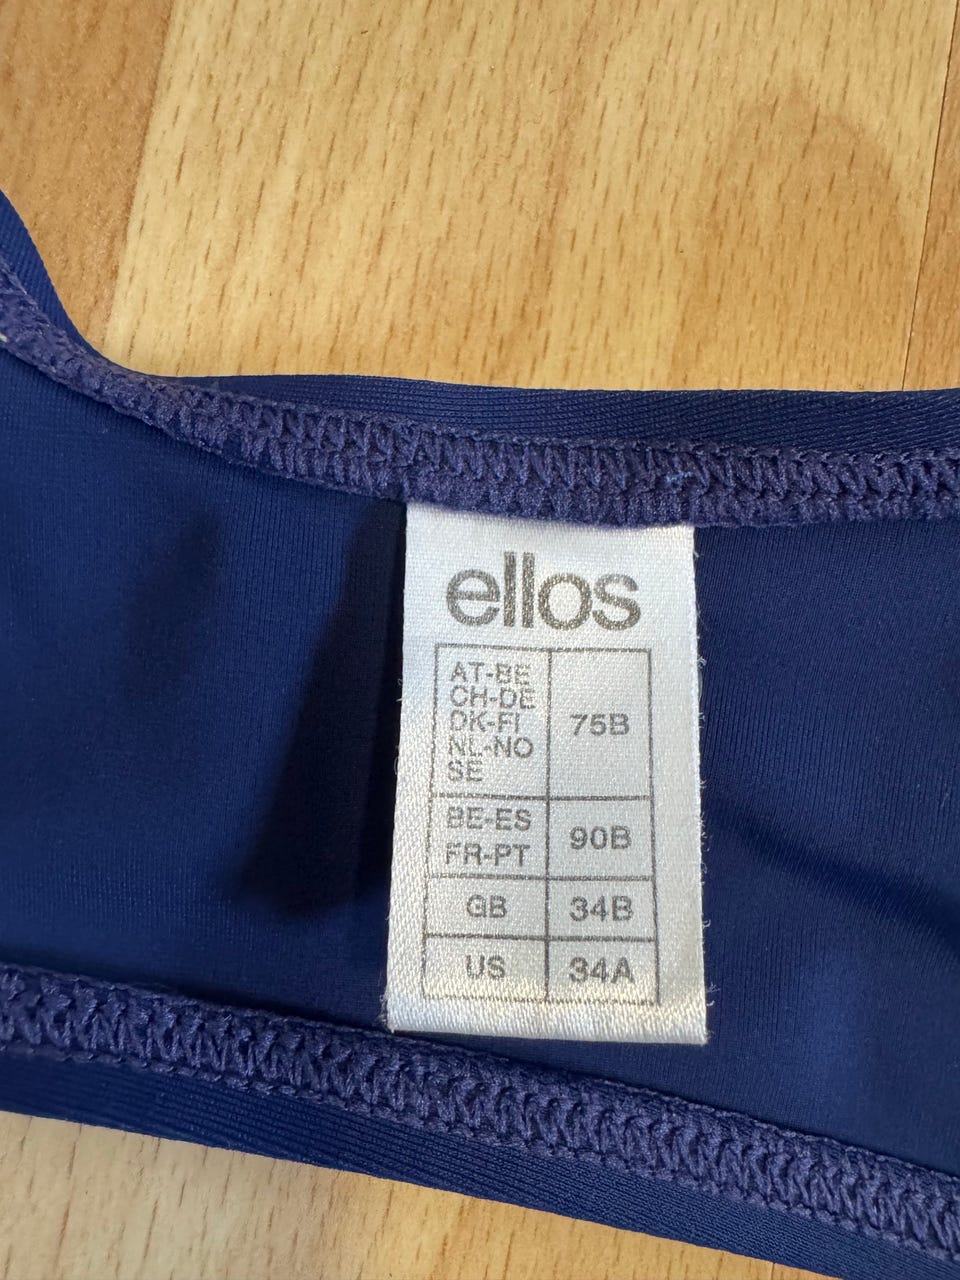 ellos
AT-BE
CH-DE
DK-FI
NL-NO
SE
75B
BE-ES
FR-PT
90B
GB 34B
US 34A